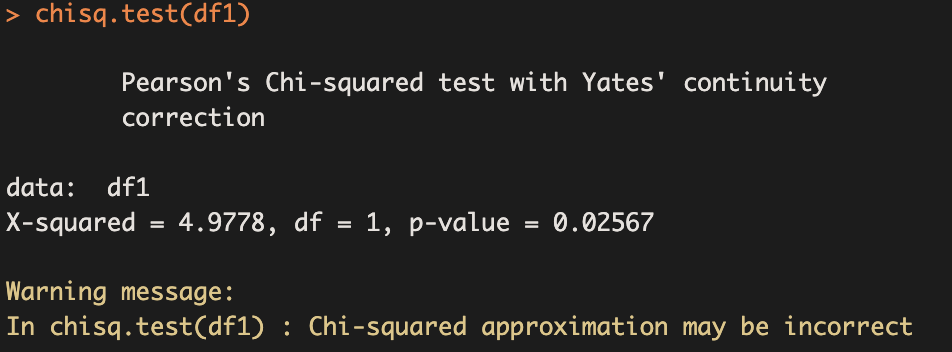 > chisq.test(df1)
Pearson's Chi-squared test with Yates' continuity
correction
data:  df1
X-squared = 4.9778, df = 1, p-value = 0.02567
Warning message:
In chisq.test(df1) : Chi-squared approximation may be incorrect